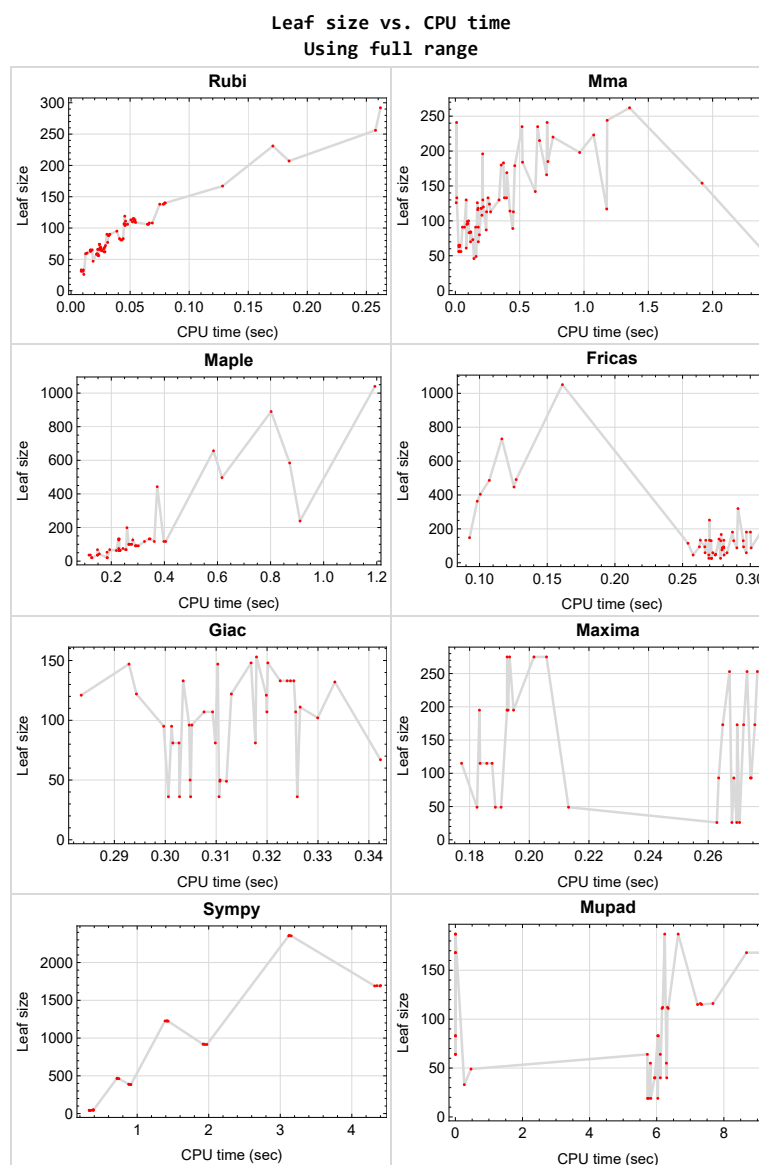 Leaf size vs. CPU time
Using full range
Rubi
Leaf size
300
250
200
150
100
50
0
0.00 0.05 0.10 0.15 0.20 0.25
CPU time (sec)
Mma
Leaf size
250
200
150
100
50
0
0.0 0.5 1.0 1.5 2.0
CPU time (sec)
Maple
Leaf size
1000
800
600
400
200
0
0.2 0.4 0.6 0.8 1.0 1.2
CPU time (sec)
Fricas
Leaf size
1000
800
600
400
200
0
0.10 0.15 0.20 0.25 0.30
CPU time (sec)
Giac
Leaf size
150
100
50
0
0.29 0.30 0.31 0.32 0.33 0.34
CPU time (sec)
Maxima
Leaf size
250
200
150
100
50
0
0.18 0.20 0.22 0.24 0.26
CPU time (sec)
Sympy
Leaf size
2000
1500
1000
500
0
1 2 3 4
CPU time (sec)
Mupad
Leaf size
150
100
50
0
0 2 4 6 8
CPU time (sec)